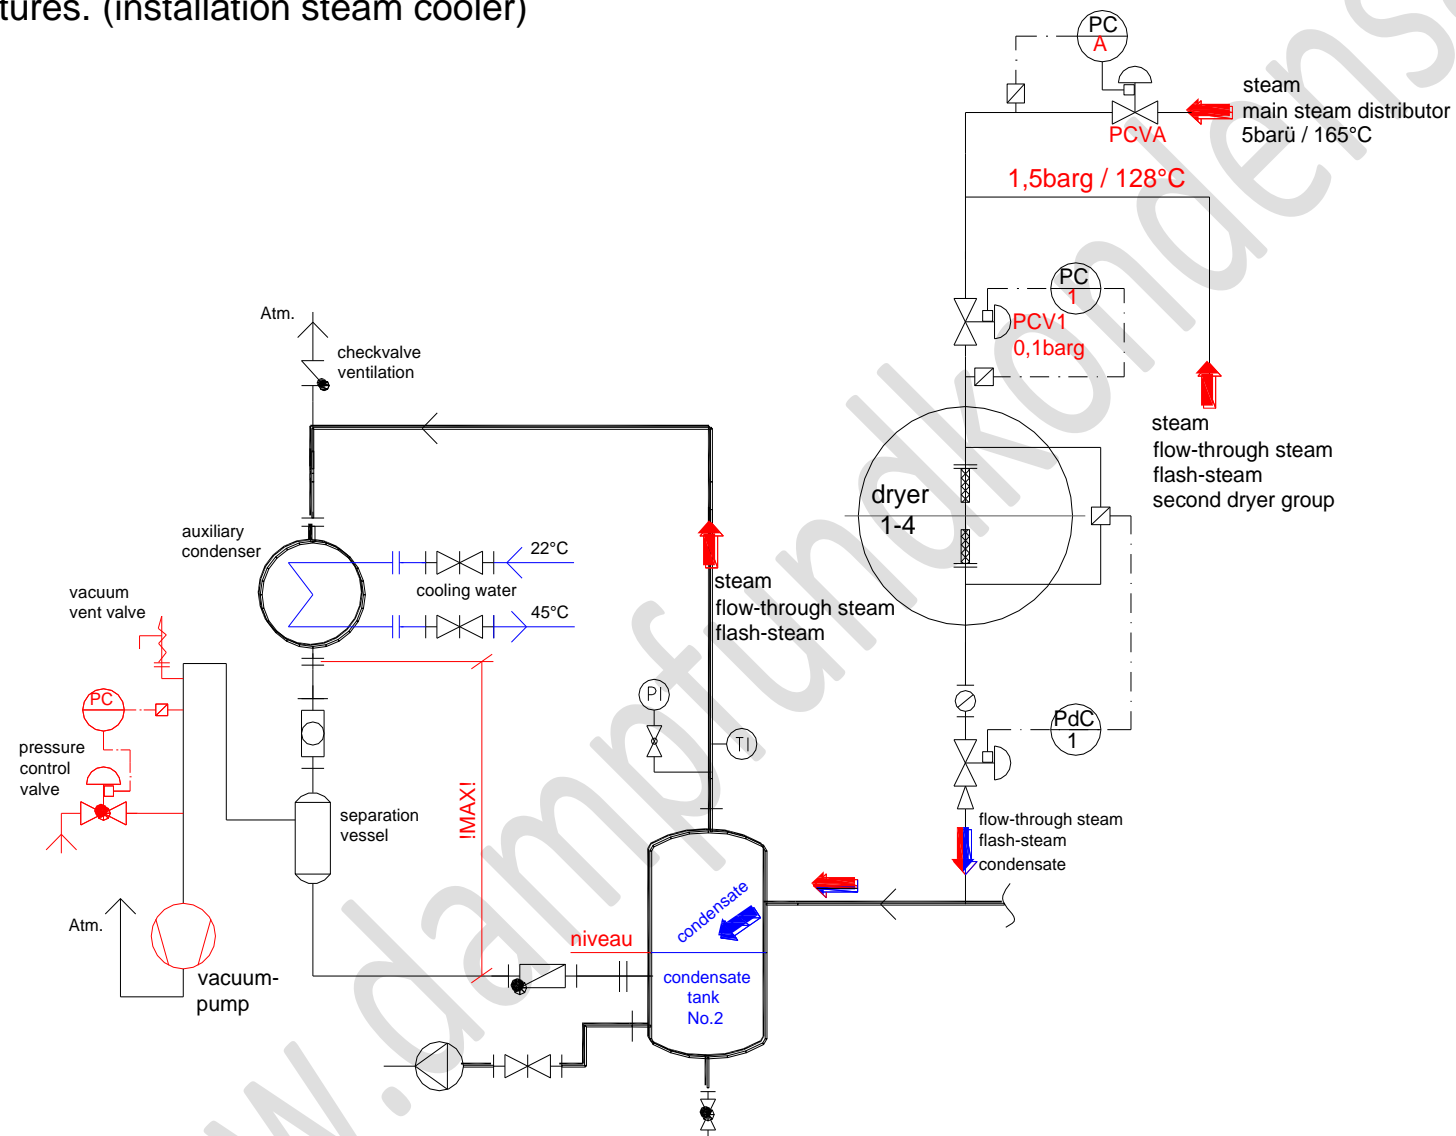 tures. (installation steam cooler)
PC
A
steam
main steam distributor
5barü / 165°C
PCVA
1,5barg / 128°C
PC
1
PCV1
0,1barg
Atm.
checkvalve
ventilation
steam
flow-through steam
flash-steam
second dryer group
dryer
1-4
auxiliary
condenser
22°C
cooling water
45°C
vacuum
vent valve
steam
flow-through steam
flash-steam
PC
PI
TI
PdC
1
pressure
control
valve
!MAX!
separation
vessel
flow-through steam
flash-steam
condensate
condensate
Atm.
niveau
vacuum-
pump
condensate
tank
No.2
w.dampfundkondens